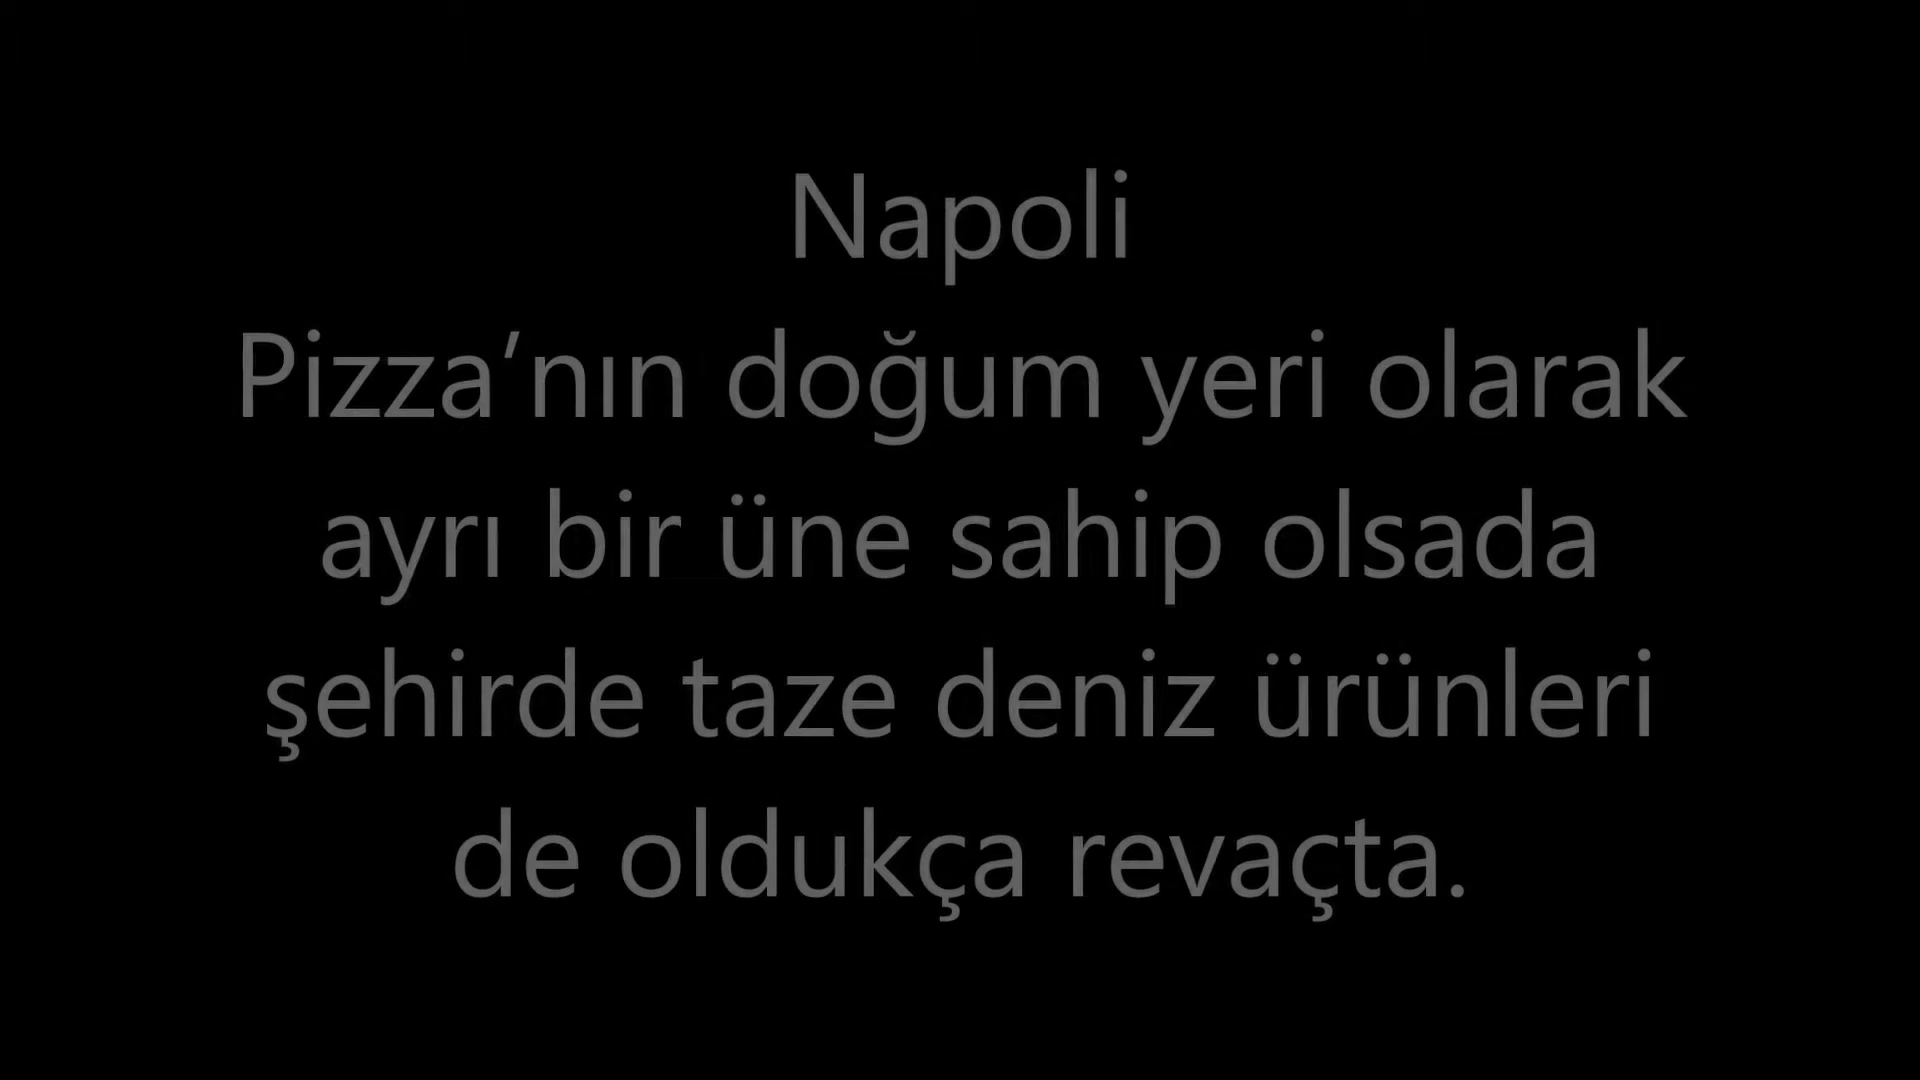 Napoli
Pizza’nın doğum yeri olarak
ayrı bir üne sahip olsada
şehirde taze deniz ürünleri
de oldukça revaçta.